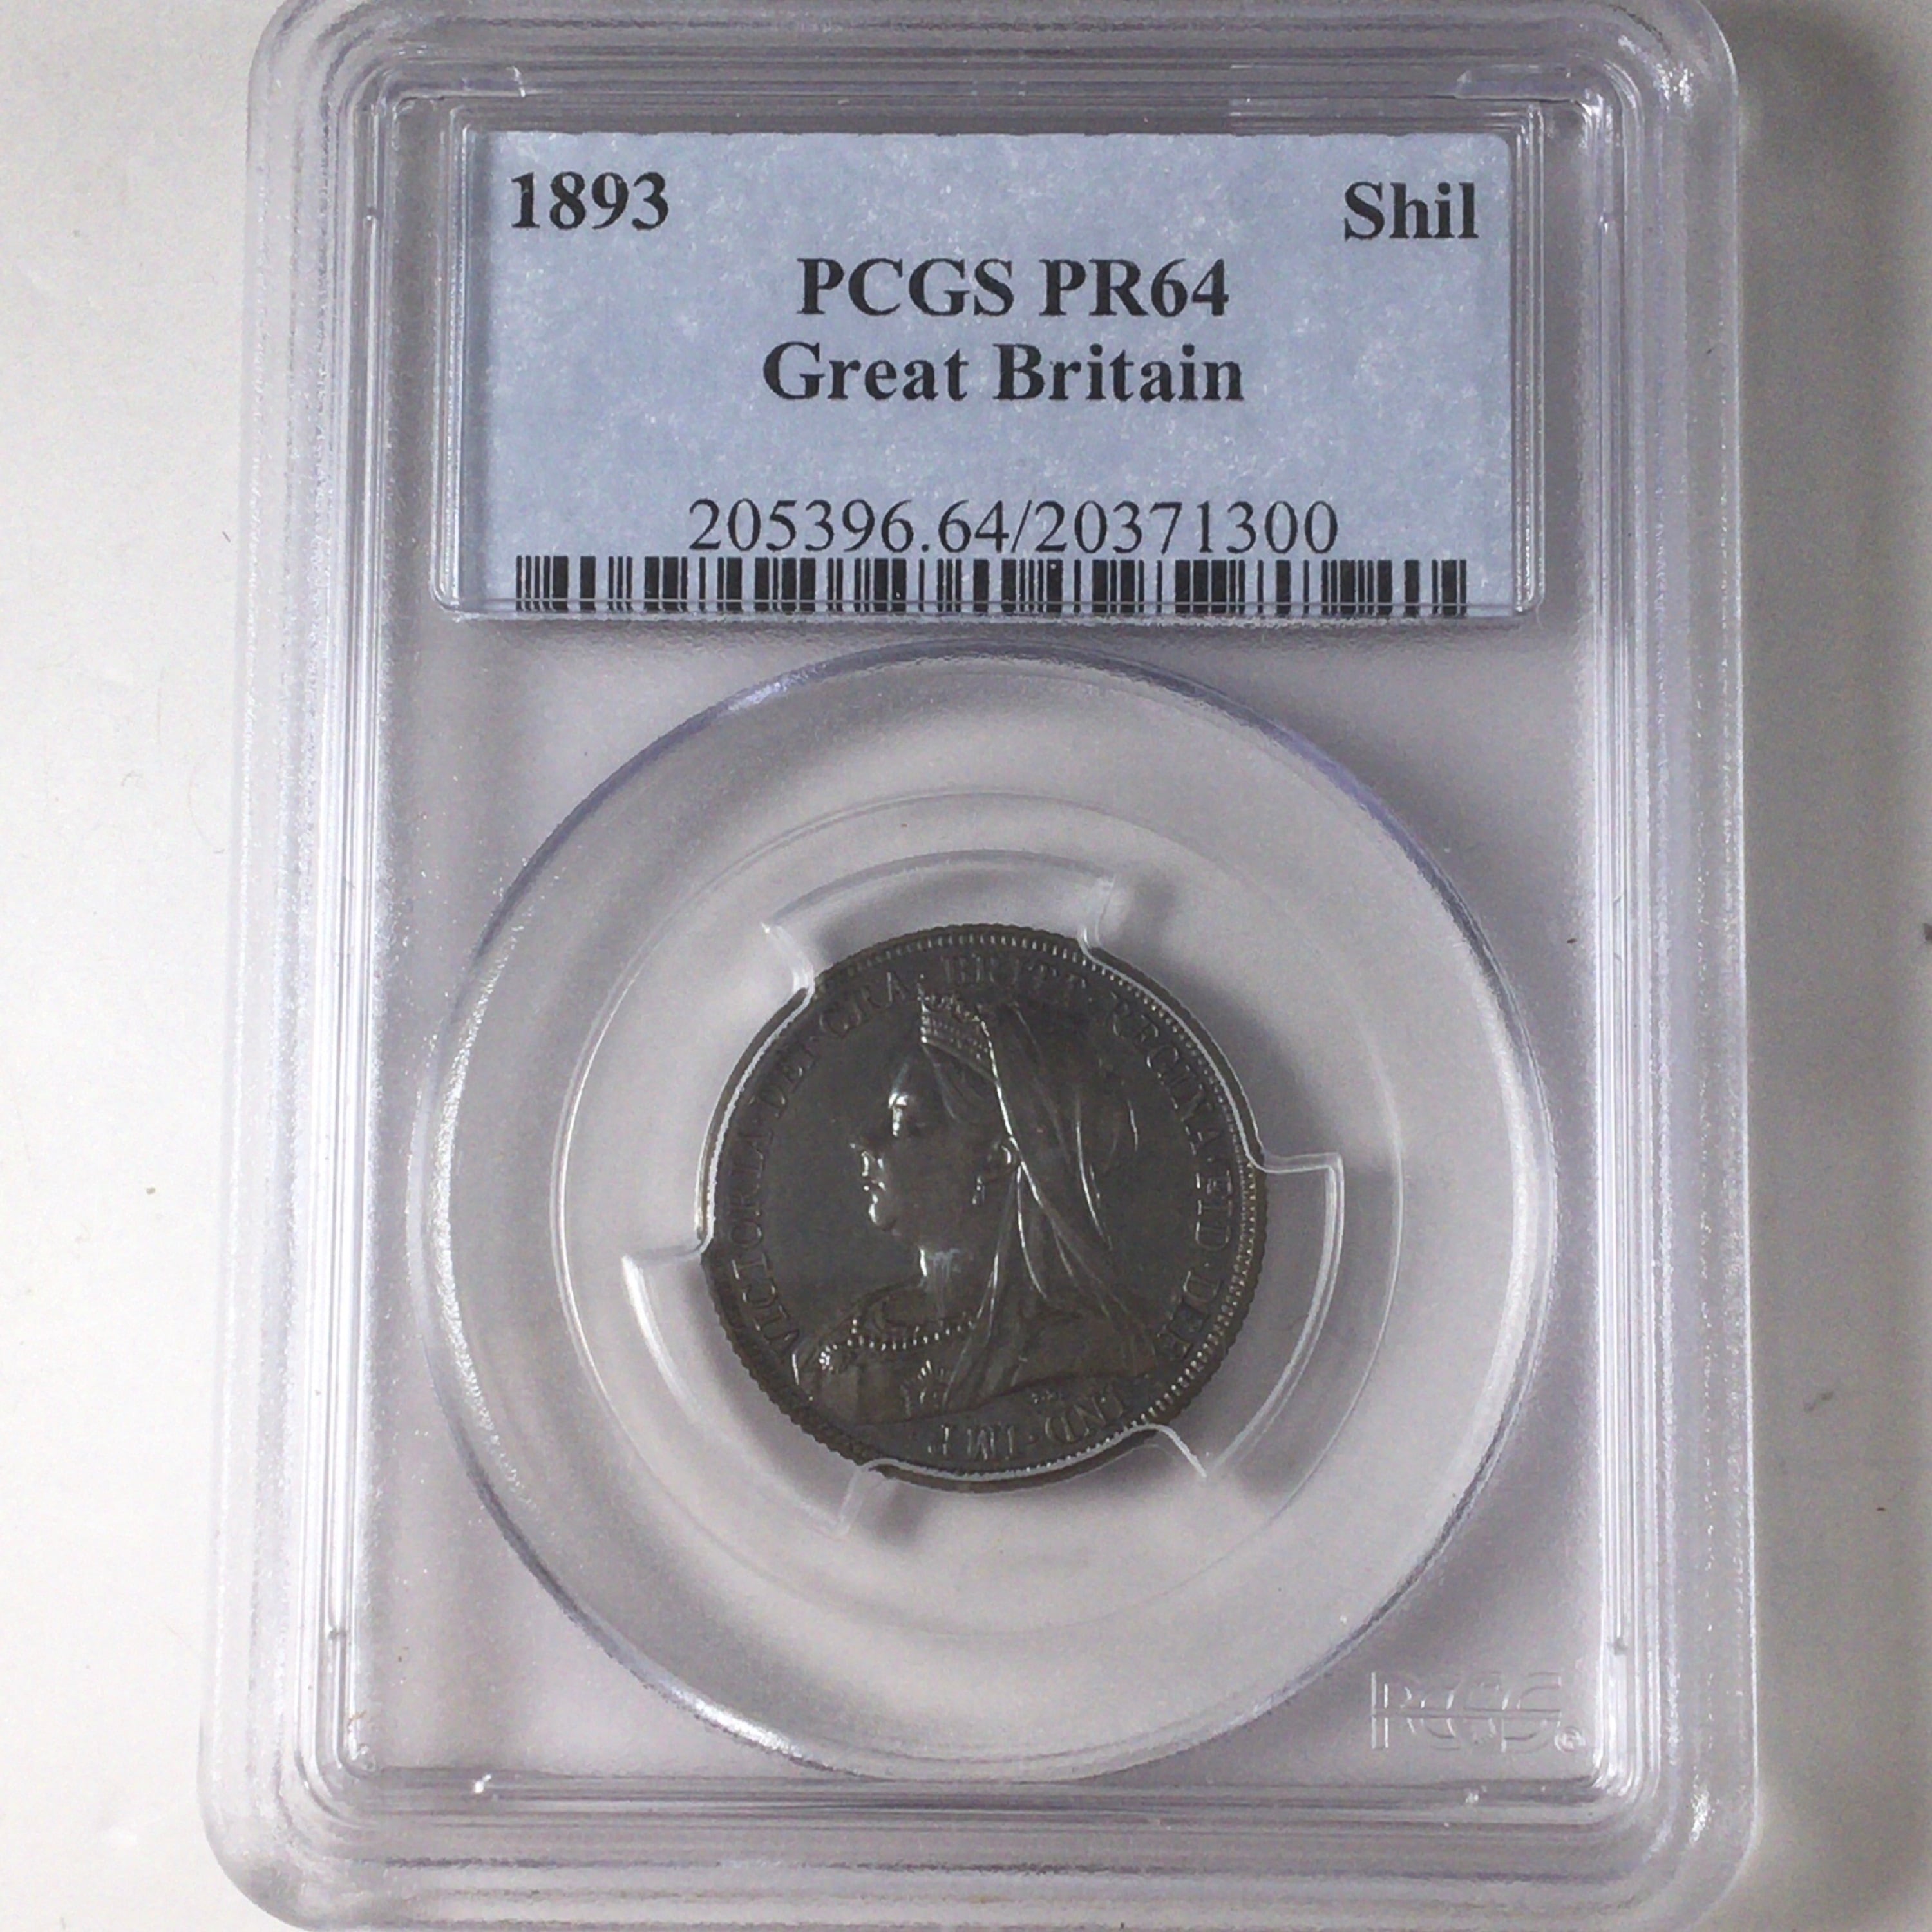 1893 Shil
PCGS PR64
Great Britain
205396.64/20371300
VICTORIA·DEI·GRA·BRITT·REGINA·FID·DEF·IND·IMP·
PCGS